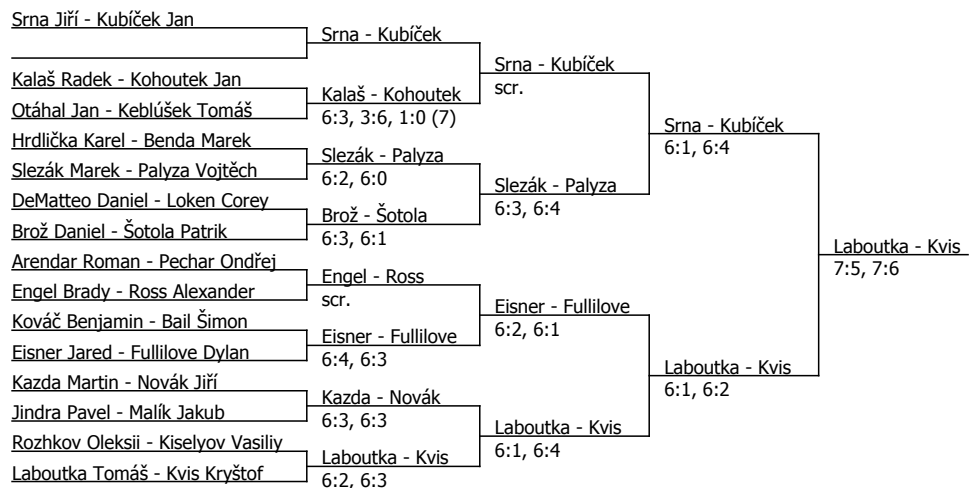 Srna Jiří - Kubíček Jan
Kalaš Radek - Kohoutek Jan
Otáhal Jan - Keblúšek Tomáš
Hrdlička Karel - Benda Marek
Slezák Marek - Palyza Vojtěch
DeMatteo Daniel - Loken Corey
Brož Daniel - Šotola Patrik
Arendar Roman - Pechar Ondřej
Engel Brady - Ross Alexander
Kováč Benjamin - Bail Šimon
Eisner Jared - Fullilove Dylan
Kazda Martin - Novák Jiří
Jindra Pavel - Malík Jakub
Rozhkov Oleksii - Kiselyov Vasiliy
Laboutka Tomáš - Kvis Kryštof
Srna - Kubíček
Kalaš - Kohoutek
6:3, 3:6, 1:0 (7)
Slezák - Palyza
6:2, 6:0
Brož - Šotola
6:3, 6:1
Engel - Ross
scr.
Eisner - Fullilove
6:4, 6:3
Kazda - Novák
6:3, 6:3
Laboutka - Kvis
6:2, 6:3
Srna - Kubíček
scr.
Slezák - Palyza
6:3, 6:4
Eisner - Fullilove
6:2, 6:1
Laboutka - Kvis
6:1, 6:4
Srna - Kubíček
6:1, 6:4
Laboutka - Kvis
6:1, 6:2
Laboutka - Kvis
7:5, 7:6